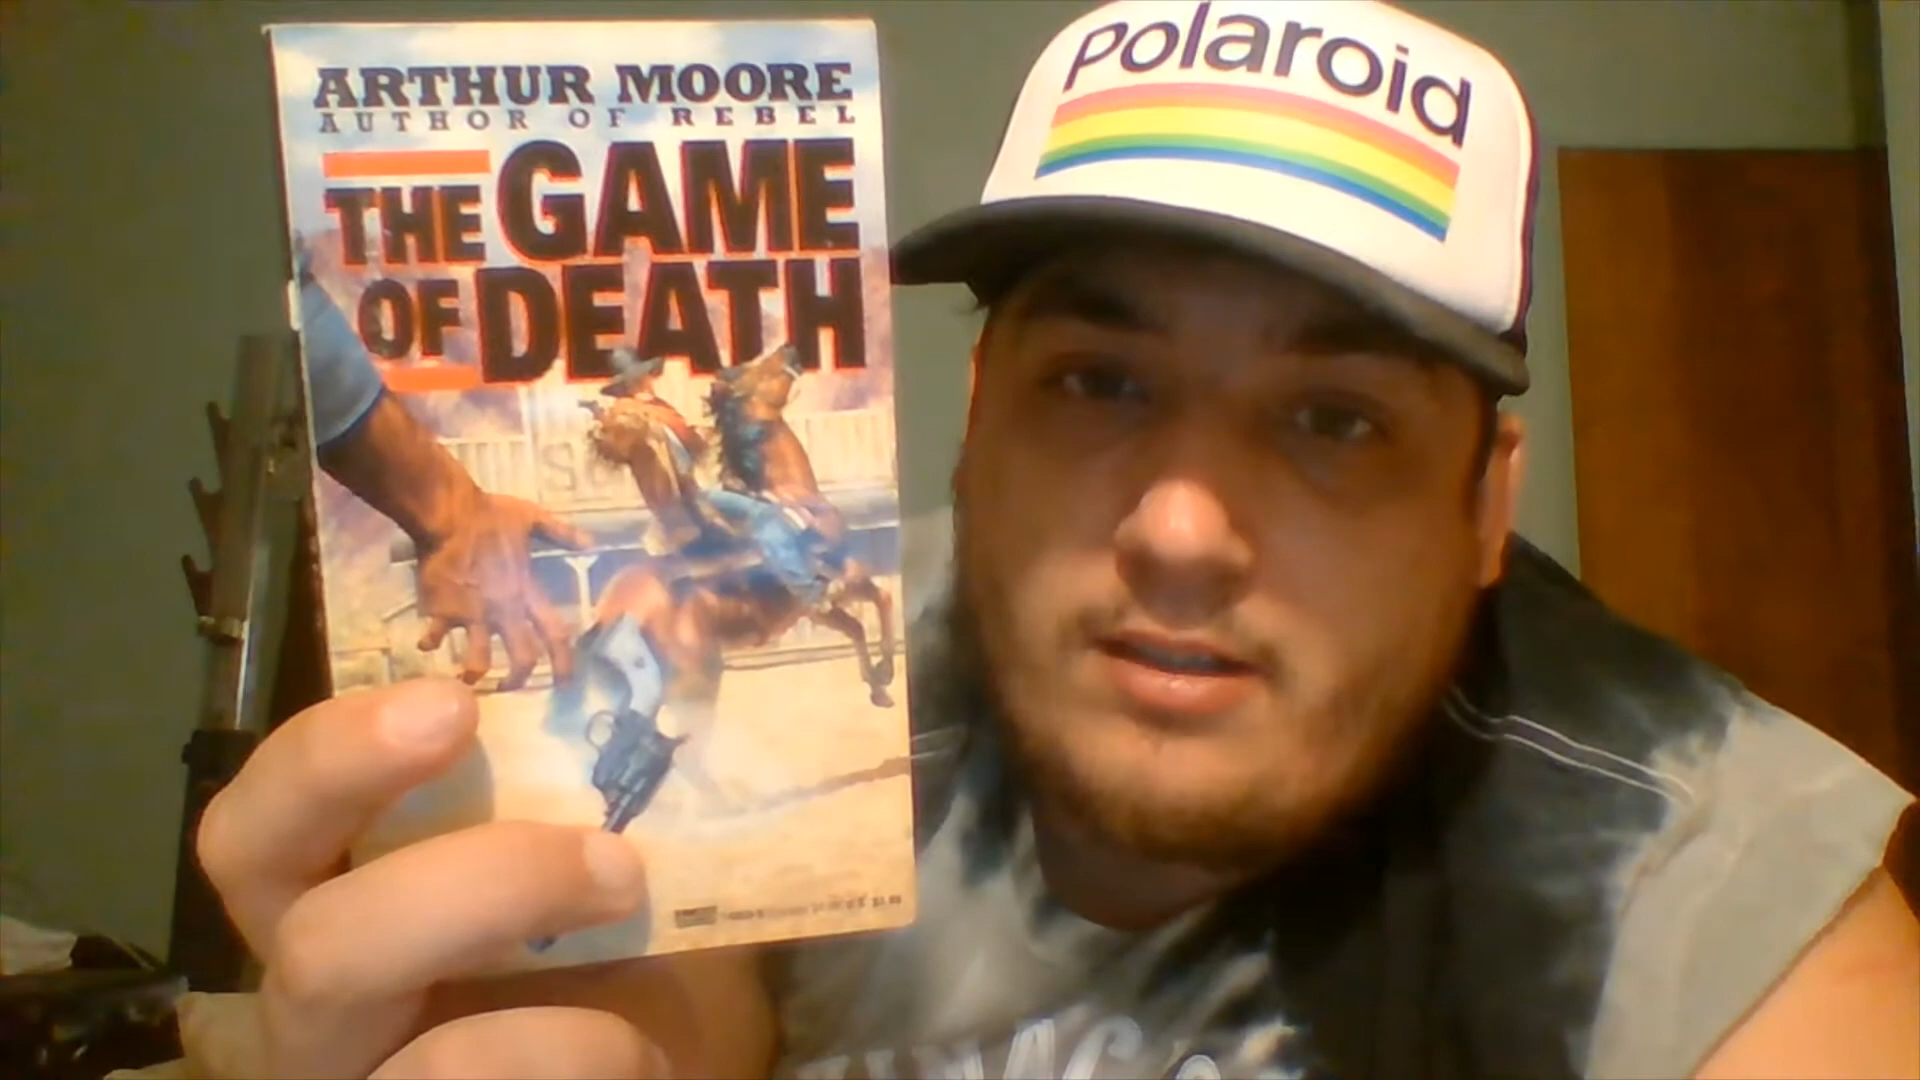 ARTHUR MOORE
AUTHOR OF REBEL
THE GAME
OF DEATH
polaroid